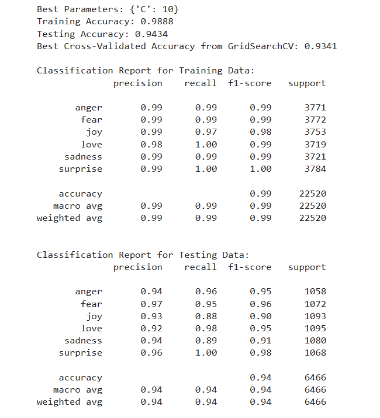 Best Parameters: {'C': 10}
Training Accuracy: 0.9888
Testing Accuracy: 0.9434
Best Cross-Validated Accuracy from GridSearchCV: 0.9341
Classification Report for Training Data:
precision recall f1-score support
anger 0.99 0.99 0.99 3771
fear 0.99 0.99 0.99 3772
joy 0.99 0.97 0.98 3753
love 0.98 1.00 0.99 3719
sadness 0.99 0.99 0.99 3721
surprise 0.99 1.00 1.00 3784
accuracy 0.99 22520
macro avg 0.99 0.99 0.99 22520
weighted avg 0.99 0.99 0.99 22520
Classification Report for Testing Data:
precision recall f1-score support
anger 0.94 0.96 0.95 1058
fear 0.97 0.95 0.96 1072
joy 0.93 0.88 0.90 1093
love 0.92 0.98 0.95 1095
sadness 0.94 0.89 0.91 1080
surprise 0.96 1.00 0.98 1068
accuracy 0.94 6466
macro avg 0.94 0.94 0.94 6466
weighted avg 0.94 0.94 0.94 6466